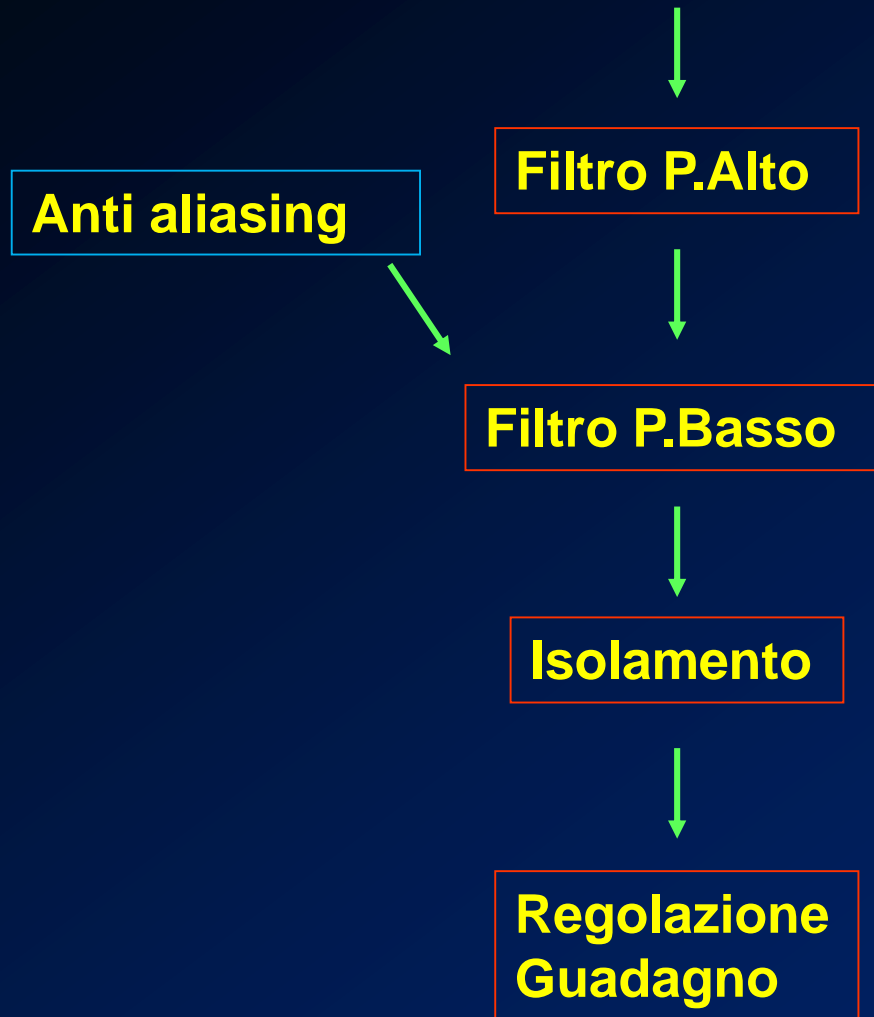 Filtro P.Alto
Anti aliasing
Filtro P.Basso
Isolamento
Regolazione
Guadagno